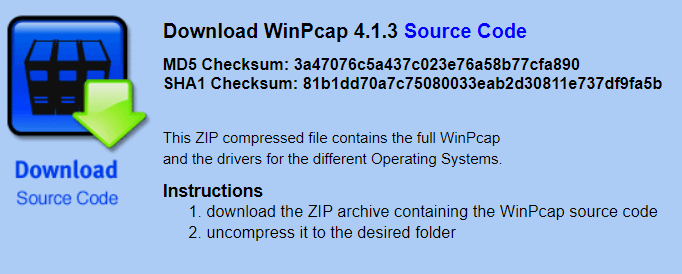 Download WinPcap 4.1.3 Source Code
MD5 Checksum: 3a47076c5a437c023e76a58b77cfa890
SHA1 Checksum: 81b1dd70a7c75080033eab2d30811e737df9fa5b
This ZIP compressed file contains the full WinPcap
and the drivers for the different Operating Systems.
Download
Source Code
Instructions
1. download the ZIP archive containing the WinPcap source code
2. uncompress it to the desired folder